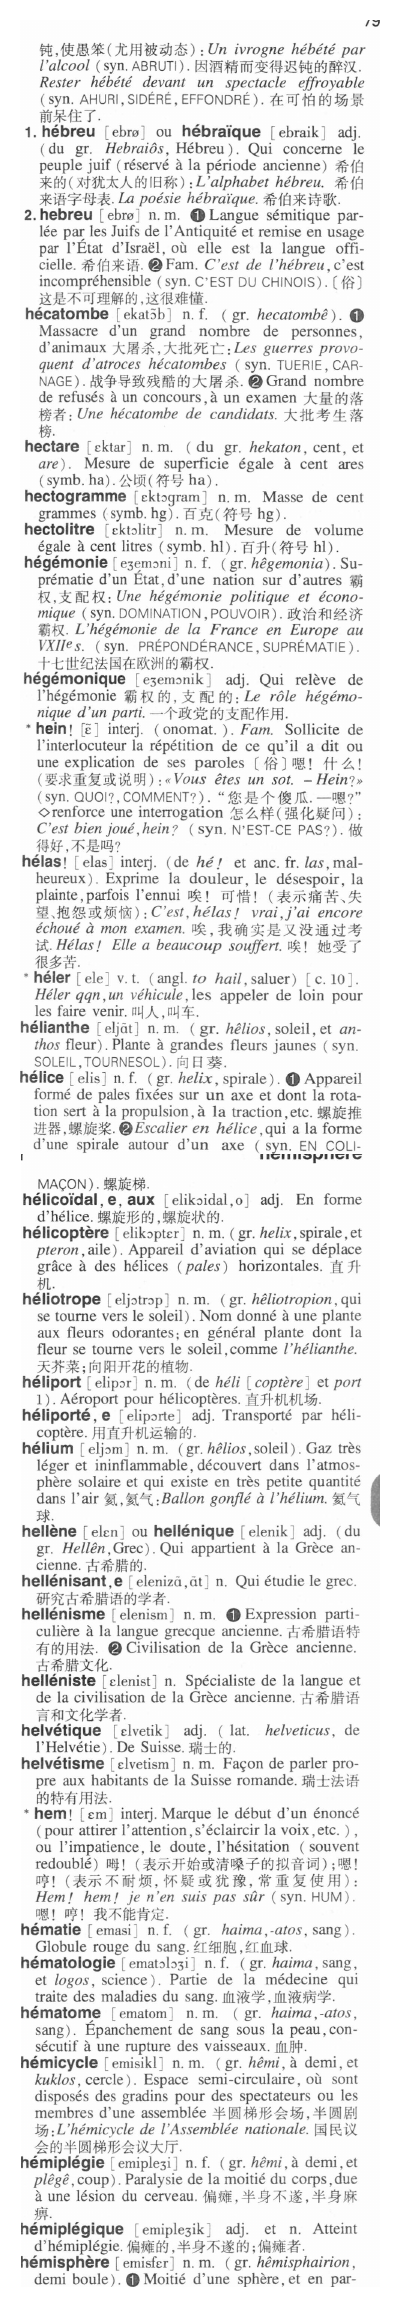 79
钝,使愚笨(尤用被动态):Un ivrogne hébété par
l'alcool (syn. ABRUTI). 因酒精而变得迟钝的醉汉.
Rester hébété devant un spectacle effroyable
(syn. AHURI, SIDÉRÉ, EFFONDRÉ). 在可怕的场景
前呆住了.
1. hébreu [ebrø] ou hébraïque [ebraik] adj.
(du gr. Hebraiôs, Hébreu). Qui concerne le
peuple juif (réservé à la période ancienne) 希伯
来的(对犹太人的旧称):L'alphabet hébreu. 希伯
来语字母表. La poésie hébraïque. 希伯来诗歌.
2. hebreu [ebrø] n. m. ❶ Langue sémitique par-
lée par les Juifs de l'Antiquité et remise en usage
par l'État d'Israël, où elle est la langue offi-
cielle. 希伯来语. ❷ Fam. C'est de l'hébreu, c'est
incompréhensible (syn. C'EST DU CHINOIS). 〔俗〕
这是不可理解的,这很难懂.
hécatombe [ekatɔ̃b] n. f. (gr. hecatombê). ❶
Massacre d'un grand nombre de personnes,
d'animaux 大屠杀,大批死亡:Les guerres provo-
quent d'atroces hécatombes (syn. TUERIE, CAR-
NAGE). 战争导致残酷的大屠杀. ❷ Grand nombre
de refusés à un concours, à un examen 大量的落
榜者: Une hécatombe de candidats. 大批考生落
榜.
hectare [ɛktar] n. m. (du gr. hekaton, cent, et
are). Mesure de superficie égale à cent ares
(symb. ha). 公顷(符号 ha).
hectogramme [ɛktɔgram] n. m. Masse de cent
grammes (symb. hg). 百克(符号 hg).
hectolitre [ɛktɔlitr] n. m. Mesure de volume
égale à cent litres (symb. hl). 百升(符号 hl).
hégémonie [eʒemɔni] n. f. (gr. hêgemonia). Su-
prématie d'un État, d'une nation sur d'autres 霸
权,支配权: Une hégémonie politique et écono-
mique (syn. DOMINATION, POUVOIR). 政治和经济
霸权. L'hégémonie de la France en Europe au
XVIIe s. (syn. PRÉPONDÉRANCE, SUPRÉMATIE).
十七世纪法国在欧洲的霸权.
hégémonique [eʒemɔnik] adj. Qui relève de
l'hégémonie 霸权的,支配的: Le rôle hégémo-
nique d'un parti. 一个政党的支配作用.
* hein! [ɛ̃] interj. (onomat.). Fam. Sollicite de
l'interlocuteur la répétition de ce qu'il a dit ou
une explication de ses paroles 〔俗〕嗯! 什么!
(要求重复或说明): «Vous êtes un sot. – Hein?»
(syn. QUOI?, COMMENT?). “您是个傻瓜. —嗯?”
◇renforce une interrogation 怎么样(强化疑问):
C'est bien joué, hein? (syn. N'EST-CE PAS?). 做
得好,不是吗?
hélas! [elas] interj. (de hé! et anc. fr. las, mal-
heureux). Exprime la douleur, le désespoir, la
plainte, parfois l'ennui 唉! 可惜! (表示痛苦、失
望、抱怨或烦恼): C'est, hélas! vrai, j'ai encore
échoué à mon examen. 唉,我确实是又没通过考
试. Hélas! Elle a beaucoup souffert. 唉! 她受了
很多苦.
* héler [ele] v. t. (angl. to hail, saluer) [c. 10].
Héler qqn, un véhicule, les appeler de loin pour
les faire venir. 叫人,叫车.
hélianthe [eljɑ̃t] n. m. (gr. hêlios, soleil, et an-
thos fleur). Plante à grandes fleurs jaunes (syn.
SOLEIL, TOURNESOL). 向日葵.
hélice [elis] n. f. (gr. helix, spirale). ❶ Appareil
formé de pales fixées sur un axe et dont la rota-
tion sert à la propulsion, à la traction, etc. 螺旋推
进器,螺旋桨. ❷ Escalier en hélice, qui a la forme
d'une spirale autour d'un axe (syn. EN COLI-
hémisphère
MAÇON). 螺旋梯.
hélicoïdal, e, aux [elikɔidal, o] adj. En forme
d'hélice. 螺旋形的,螺旋状的.
hélicoptère [elikɔptɛr] n. m. (gr. helix, spirale, et
pteron, aile). Appareil d'aviation qui se déplace
grâce à des hélices (pales) horizontales. 直升
机.
héliotrope [eljɔtrɔp] n. m. (gr. hêliotropion, qui
se tourne vers le soleil). Nom donné à une plante
aux fleurs odorantes; en général plante dont la
fleur se tourne vers le soleil, comme l'hélianthe.
天芥菜;向阳开花的植物.
héliport [elipɔr] n. m. (de héli [coptère] et port
1). Aéroport pour hélicoptères. 直升机机场.
héliporté, e [elipɔrte] adj. Transporté par héli-
coptère. 用直升机运输的.
hélium [eljɔm] n. m. (gr. hêlios, soleil). Gaz très
léger et ininflammable, découvert dans l'atmos-
phère solaire et qui existe en très petite quantité
dans l'air 氦,氦气: Ballon gonflé à l'hélium. 氦气
球.
hellène [elɛn] ou hellénique [elenik] adj. (du
gr. Hellên, Grec). Qui appartient à la Grèce an-
cienne. 古希腊的.
hellénisant, e [elenizɑ̃, ɑ̃t] n. Qui étudie le grec.
研究古希腊语的学者.
hellénisme [elenism] n. m. ❶ Expression parti-
culière à la langue grecque ancienne. 古希腊语特
有的用法. ❷ Civilisation de la Grèce ancienne.
古希腊文化.
helléniste [ɛlenist] n. Spécialiste de la langue et
de la civilisation de la Grèce ancienne. 古希腊语
言和文化学者.
helvétique [ɛlvetik] adj. (lat. helveticus, de
l'Helvétie). De Suisse. 瑞士的.
helvétisme [ɛlvetism] n. m. Façon de parler pro-
pre aux habitants de la Suisse romande. 瑞士法语
的特有用法.
* hem! [ɛm] interj. Marque le début d'un énoncé
(pour attirer l'attention, s'éclaircir la voix, etc.),
ou l'impatience, le doute, l'hésitation (souvent
redoublé) 呣! (表示开始或清嗓子的拟音词);嗯!
哼! (表示不耐烦,怀疑或犹豫,常重复使用):
Hem! hem! je n'en suis pas sûr (syn. HUM).
嗯! 哼! 我不能肯定.
hématie [emasi] n. f. (gr. haima, -atos, sang).
Globule rouge du sang. 红细胞,红血球.
hématologie [ematɔlɔʒi] n. f. (gr. haima, sang,
et logos, science). Partie de la médecine qui
traite des maladies du sang. 血液学,血液病学.
hématome [ematom] n. m. (gr. haima, -atos,
sang). Épanchement de sang sous la peau, con-
sécutif à une rupture des vaisseaux. 血肿.
hémicycle [emisikl] n. m. (gr. hêmi, à demi, et
kuklos, cercle). Espace semi-circulaire, où sont
disposés des gradins pour des spectateurs ou les
membres d'une assemblée 半圆梯形会场,半圆剧
场: L'hémicycle de l'Assemblée nationale. 国民议
会的半圆梯形会议大厅.
hémiplégie [emipleʒi] n. f. (gr. hêmi, à demi, et
plêgê, coup). Paralysie de la moitié du corps, due
à une lésion du cerveau. 偏瘫,半身不遂,半身麻
痹.
hémiplégique [emipleʒik] adj. et n. Atteint
d'hémiplégie. 偏瘫的,半身不遂的;偏瘫者.
hémisphère [emisfɛr] n. m. (gr. hêmisphairion,
demi boule). ❶ Moitié d'une sphère, et en par-